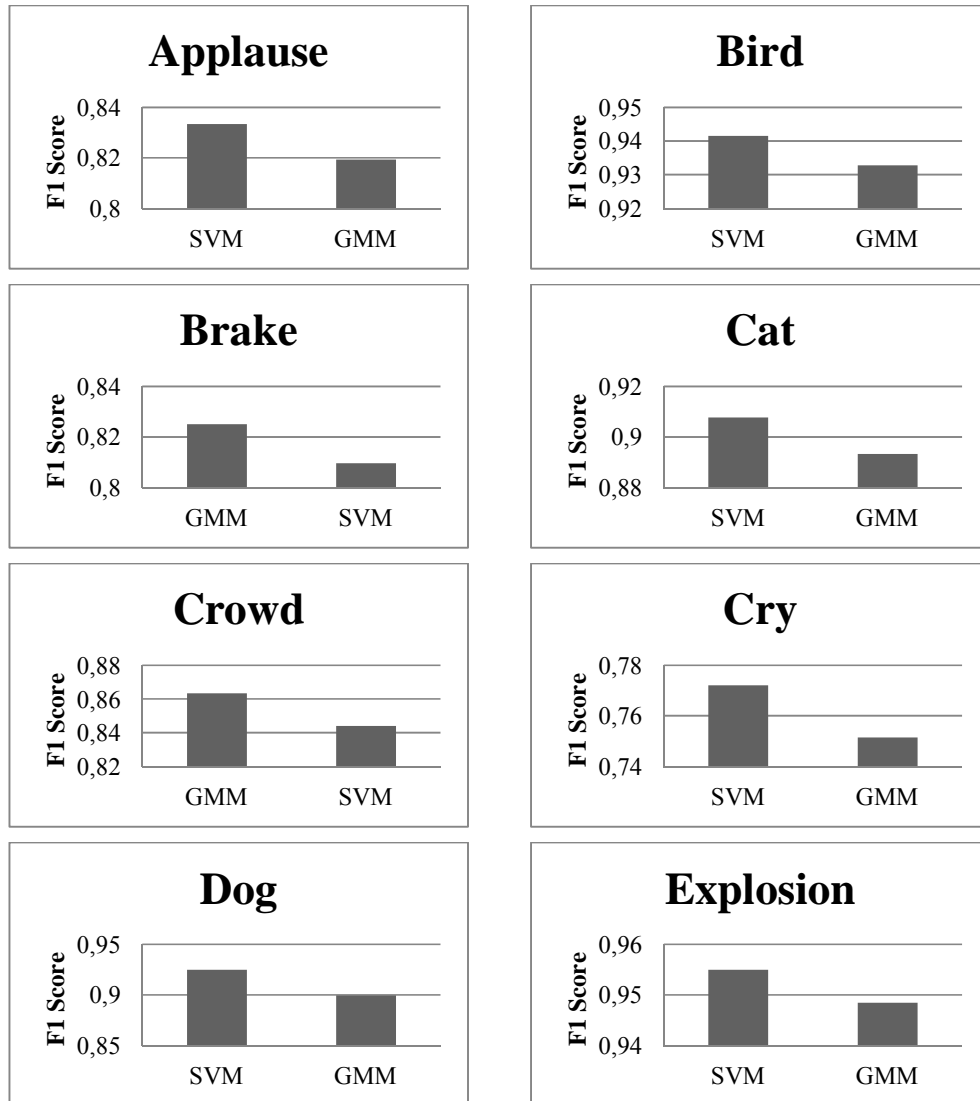 Applause
F1 Score
0,84
0,82
0,8
SVM GMM
Bird
F1 Score
0,95
0,94
0,93
0,92
SVM GMM
Brake
F1 Score
0,84
0,82
0,8
GMM SVM
Cat
F1 Score
0,92
0,9
0,88
SVM GMM
Crowd
F1 Score
0,88
0,86
0,84
0,82
GMM SVM
Cry
F1 Score
0,78
0,76
0,74
SVM GMM
Dog
F1 Score
0,95
0,9
0,85
SVM GMM
Explosion
F1 Score
0,96
0,95
0,94
SVM GMM